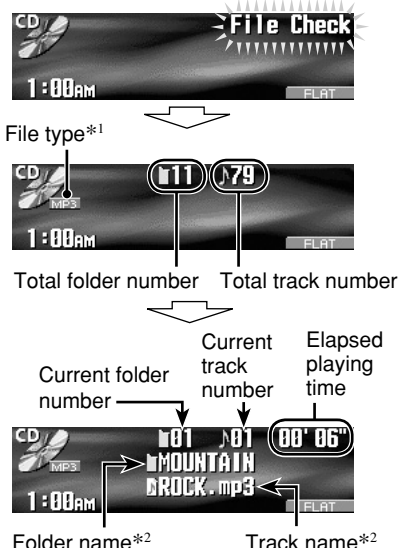 CD
File Check
1:00AM
FLAT
File type*1
CD
MP3
11 79
1:00AM
FLAT
Total folder number Total track number
Current folder number
Current track number
Elapsed playing time
CD
MP3
01 01 00'06"
MOUNTAIN
ROCK.mp3
1:00AM
FLAT
Folder name*2 Track name*2